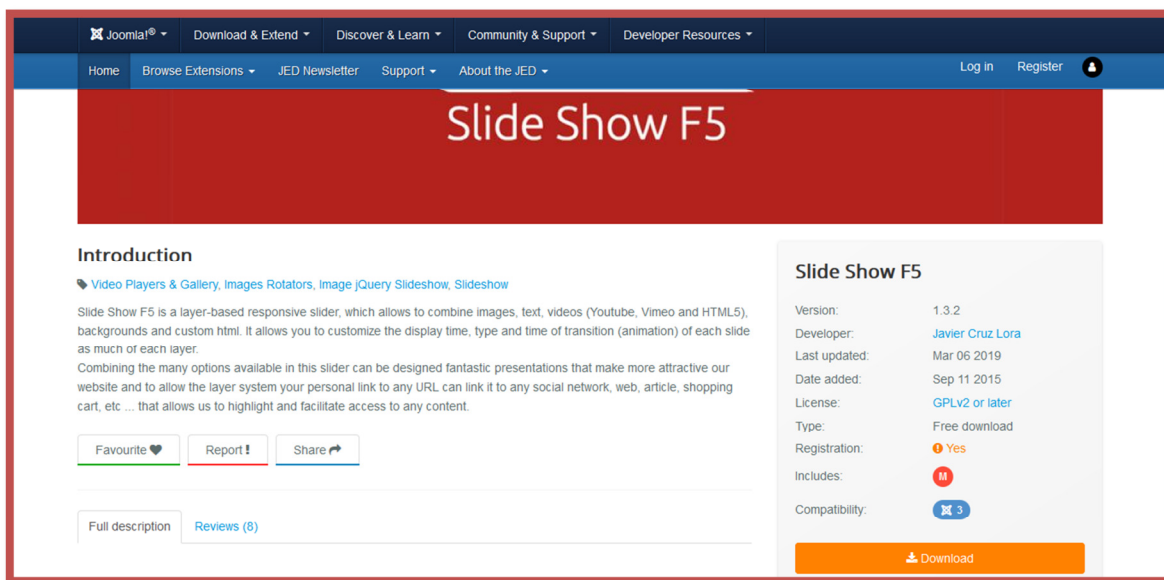 Joomla!® Download & Extend Discover & Learn Community & Support Developer Resources
Home Browse Extensions JED Newsletter Support About the JED Log in Register
Slide Show F5
Introduction
Video Players & Gallery, Images Rotators, Image jQuery Slideshow, Slideshow
Slide Show F5 is a layer-based responsive slider, which allows to combine images, text, videos (Youtube, Vimeo and HTML5),
backgrounds and custom html. It allows you to customize the display time, type and time of transition (animation) of each slide
as much of each layer.
Combining the many options available in this slider can be designed fantastic presentations that make more attractive our
website and to allow the layer system your personal link to any URL can link it to any social network, web, article, shopping
cart, etc ... that allows us to highlight and facilitate access to any content.
Favourite Report! Share
Full description Reviews (8)
Slide Show F5
Version: 1.3.2
Developer: Javier Cruz Lora
Last updated: Mar 06 2019
Date added: Sep 11 2015
License: GPLv2 or later
Type: Free download
Registration: Yes
Includes: M
Compatibility: 3
Download